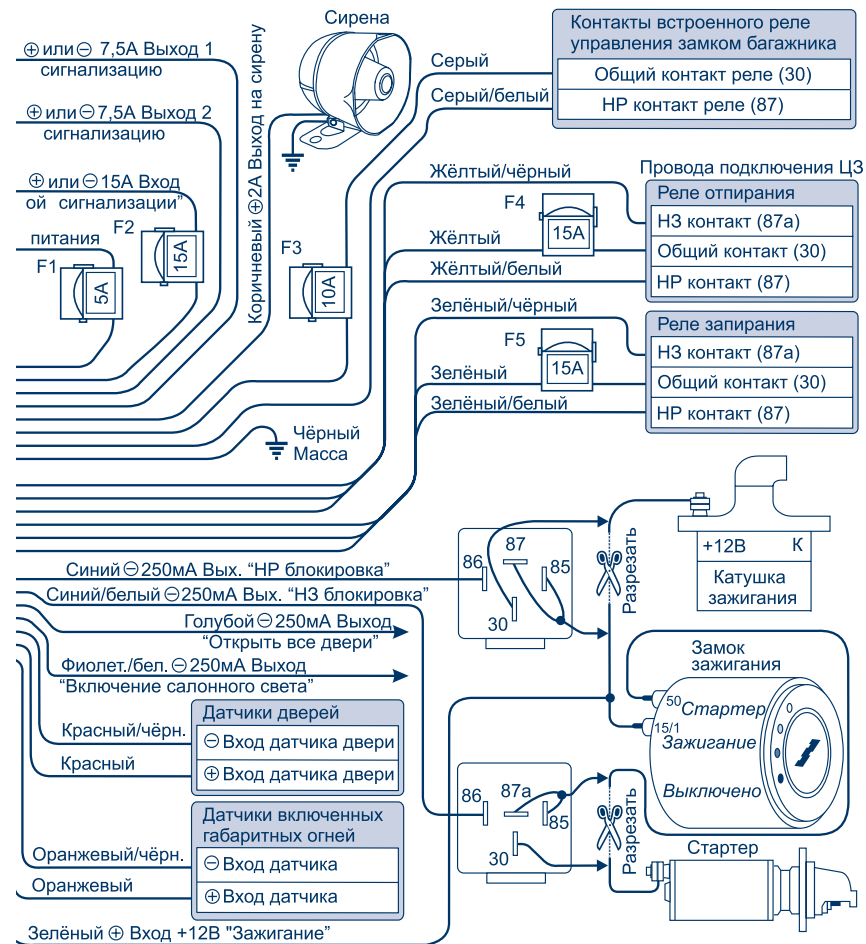 Сирена
⊕ или ⊖ 7,5А Выход 1
сигнализацию
⊕ или ⊖ 7,5А Выход 2
сигнализацию
⊕ или ⊖ 15А Вход
ой сигнализации”
питания
F1
5А
F2
15А
Коричневый ⊕2А Выход на сирену
F3
10А
Серый
Серый/белый
Контакты встроенного реле
управления замком багажника
Общий контакт реле (30)
НР контакт реле (87)
Провода подключения ЦЗ
Жёлтый/чёрный
F4
15А
Жёлтый
Жёлтый/белый
Реле отпирания
НЗ контакт (87а)
Общий контакт (30)
НР контакт (87)
Зелёный/чёрный
F5
15А
Зелёный
Зелёный/белый
Реле запирания
НЗ контакт (87а)
Общий контакт (30)
НР контакт (87)
Чёрный
Масса
Синий ⊖ 250мА Вых. “НР блокировка”
Синий/белый ⊖ 250мА Вых. “НЗ блокировка”
Голубой ⊖ 250мА Выход
“Открыть все двери”
Фиолет./бел. ⊖ 250мА Выход
“Включение салонного света”
86
87
85
30
Разрезать
+12В К
Катушка
зажигания
Замок
зажигания
50
Стартер
15/1
Зажигание
Выключено
Красный/чёрн.
Красный
Датчики дверей
⊖ Вход датчика двери
⊕ Вход датчика двери
Оранжевый/чёрн.
Оранжевый
Датчики включенных
габаритных огней
⊖ Вход датчика
⊕ Вход датчика
86
87а
85
30
Разрезать
Стартер
Зелёный ⊕ Вход +12В "Зажигание”